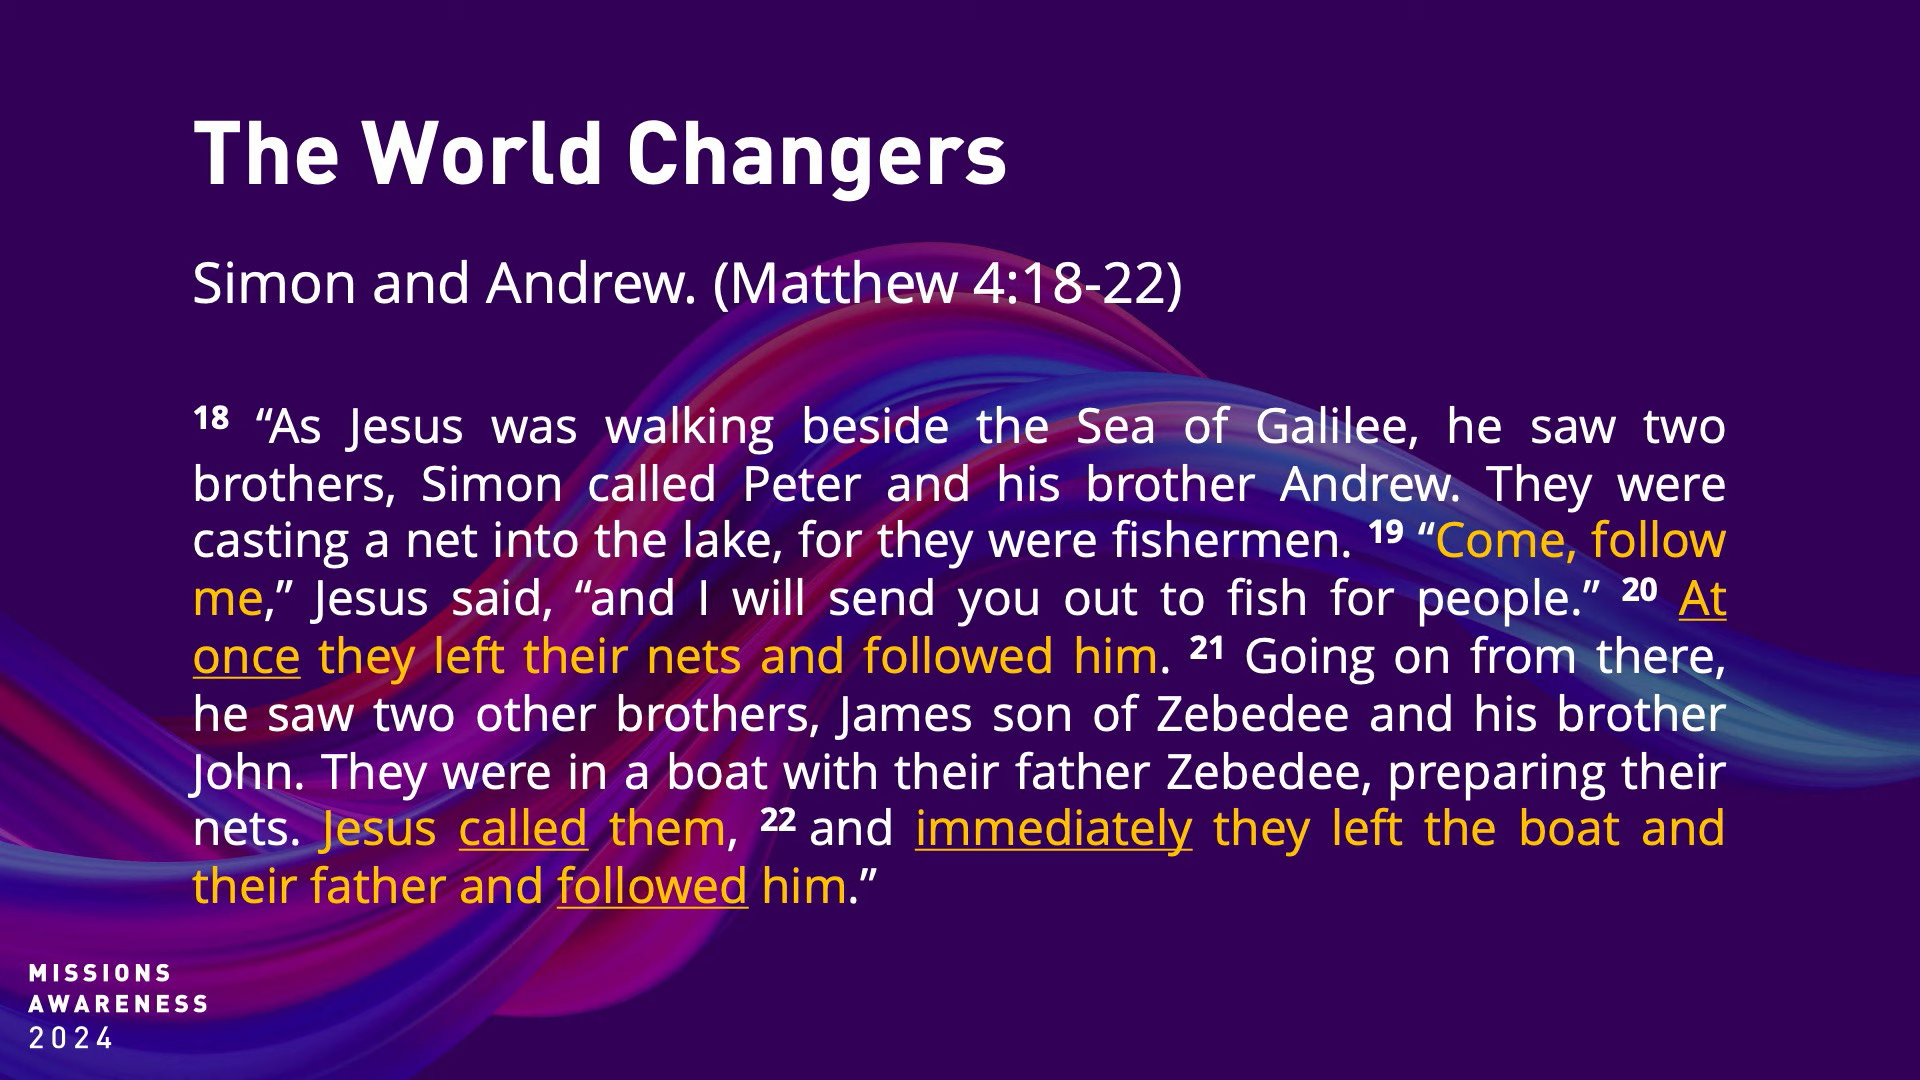 The World Changers
Simon and Andrew. (Matthew 4:18-22)
18 “As Jesus was walking beside the Sea of Galilee, he saw two
brothers, Simon called Peter and his brother Andrew. They were
casting a net into the lake, for they were fishermen. 19 “Come, follow
me,” Jesus said, “and I will send you out to fish for people.” 20 At
once they left their nets and followed him. 21 Going on from there,
he saw two other brothers, James son of Zebedee and his brother
John. They were in a boat with their father Zebedee, preparing their
nets. Jesus called them, 22 and immediately they left the boat and
their father and followed him.”
MISSIONS
AWARENESS
2024